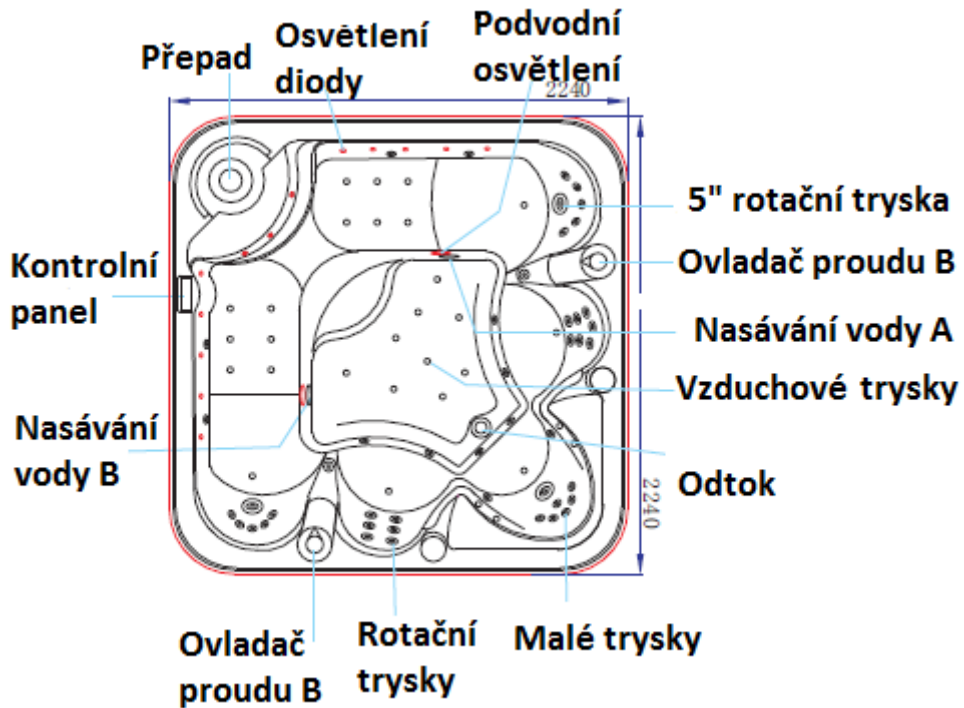 Přepad
Osvětlení
diody
Podvodní
osvětlení
2240
5" rotační tryska
Ovladač proudu B
Kontrolní
panel
Nasávání vody A
Vzduchové trysky
Nasávání
vody B
Odtok
2240
Ovladač
proudu B
Rotační
trysky
Malé trysky